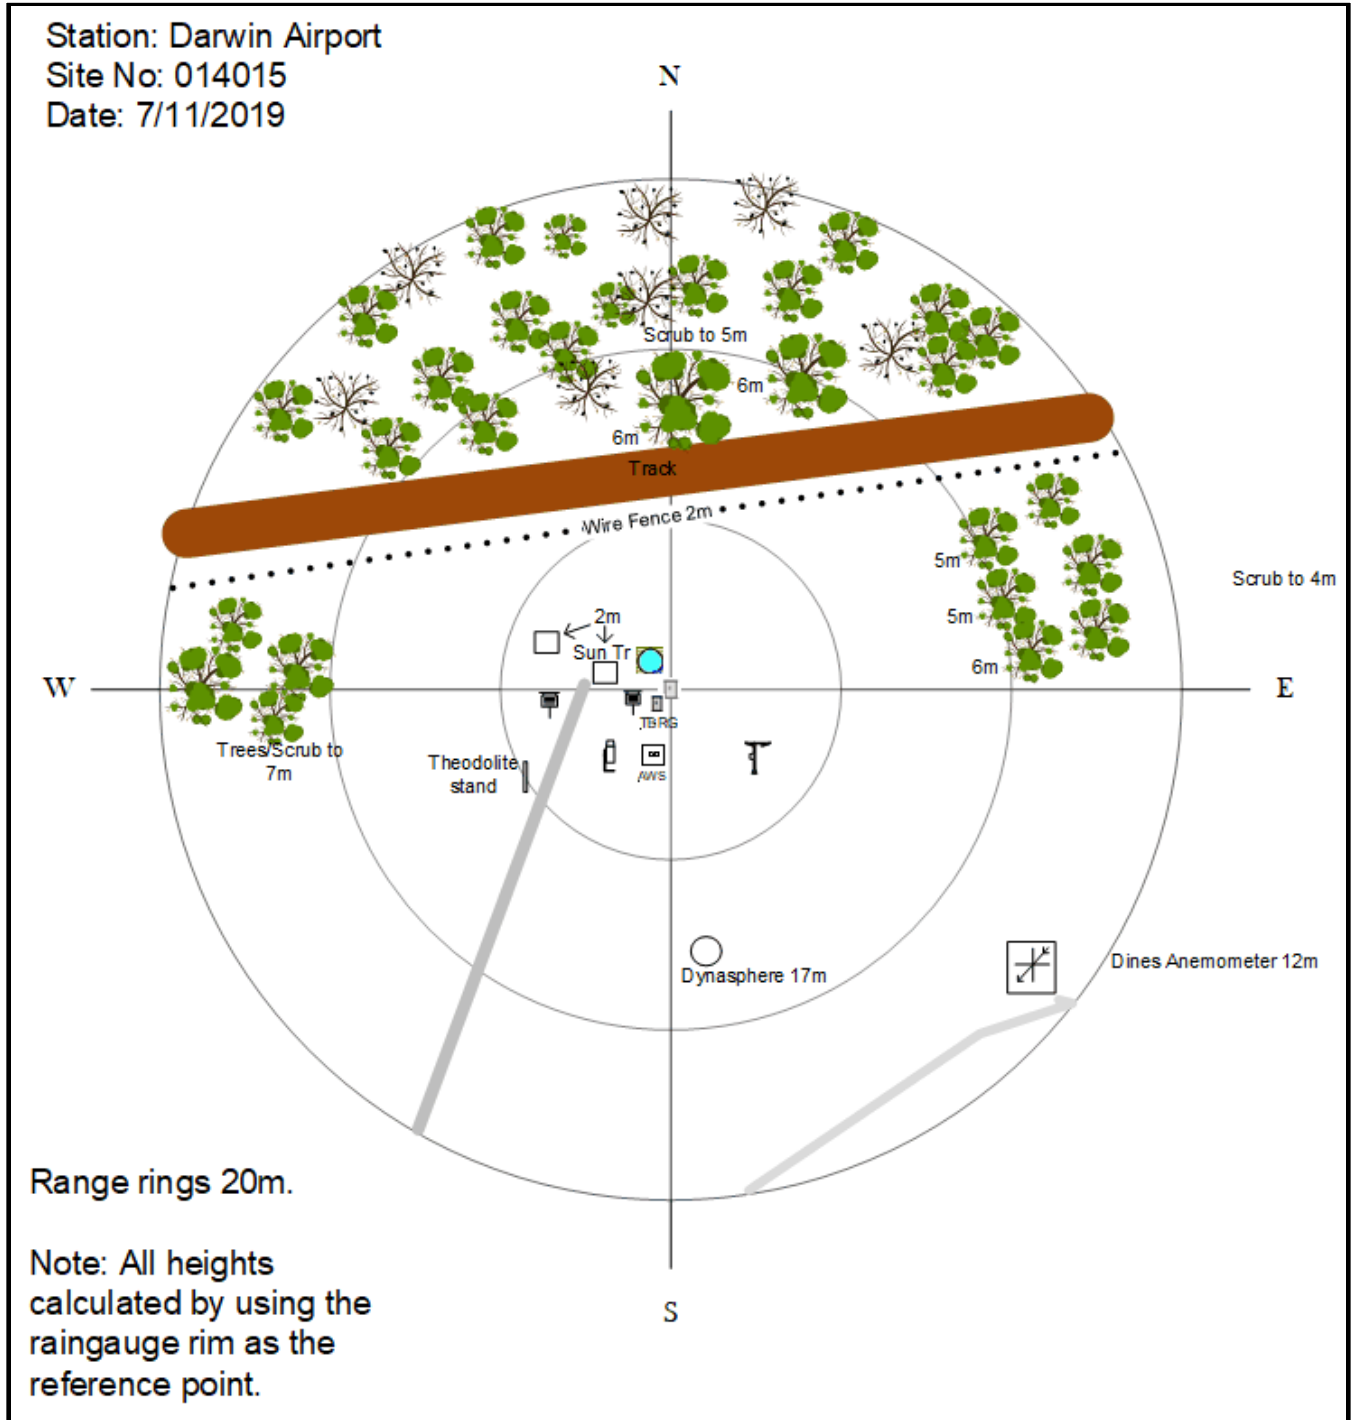 Station: Darwin Airport
Site No: 014015
Date: 7/11/2019
N
Scrub to 5m
6m
6m
Track
Wire Fence 2m
5m
Scrub to 4m
2m
5m
Sun Tr
6m
W
E
TBRG
Trees/Scrub to
7m
Theodolite
stand
AWS
Dines Anemometer 12m
Dynasphere 17m
Range rings 20m.
Note: All heights
calculated by using the
raingauge rim as the
reference point.
S